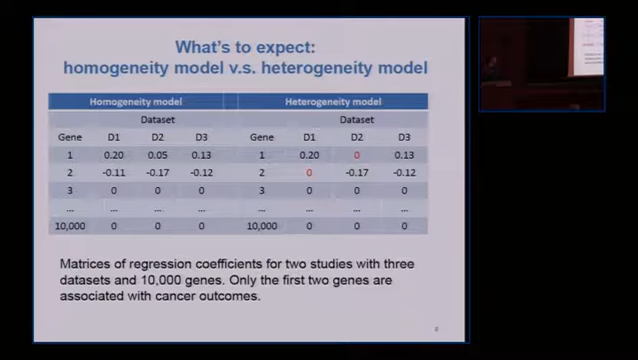 What's to expect:
homogeneity model v.s. heterogeneity model
Homogeneity model Heterogeneity model
Dataset Dataset
Gene D1 D2 D3 Gene D1 D2 D3
1 0.20 0.05 0.13 1 0.20 0 0.13
2 -0.11 -0.17 -0.12 2 0 -0.17 -0.12
3 0 0 0 3 0 0 0
... ... ... ... ... ... ... ...
10,000 0 0 0 10,000 0 0 0
Matrices of regression coefficients for two studies with three
datasets and 10,000 genes. Only the first two genes are
associated with cancer outcomes.